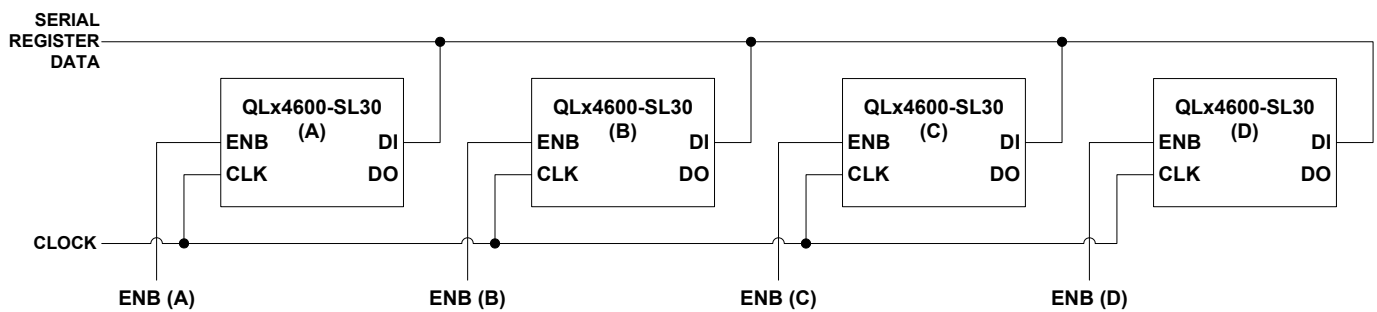 SERIAL
REGISTER
DATA
QLx4600-SL30
(A)
ENB DI
CLK DO
QLx4600-SL30
(B)
ENB DI
CLK DO
QLx4600-SL30
(C)
ENB DI
CLK DO
QLx4600-SL30
(D)
ENB DI
CLK DO
CLOCK
ENB (A)
ENB (B)
ENB (C)
ENB (D)